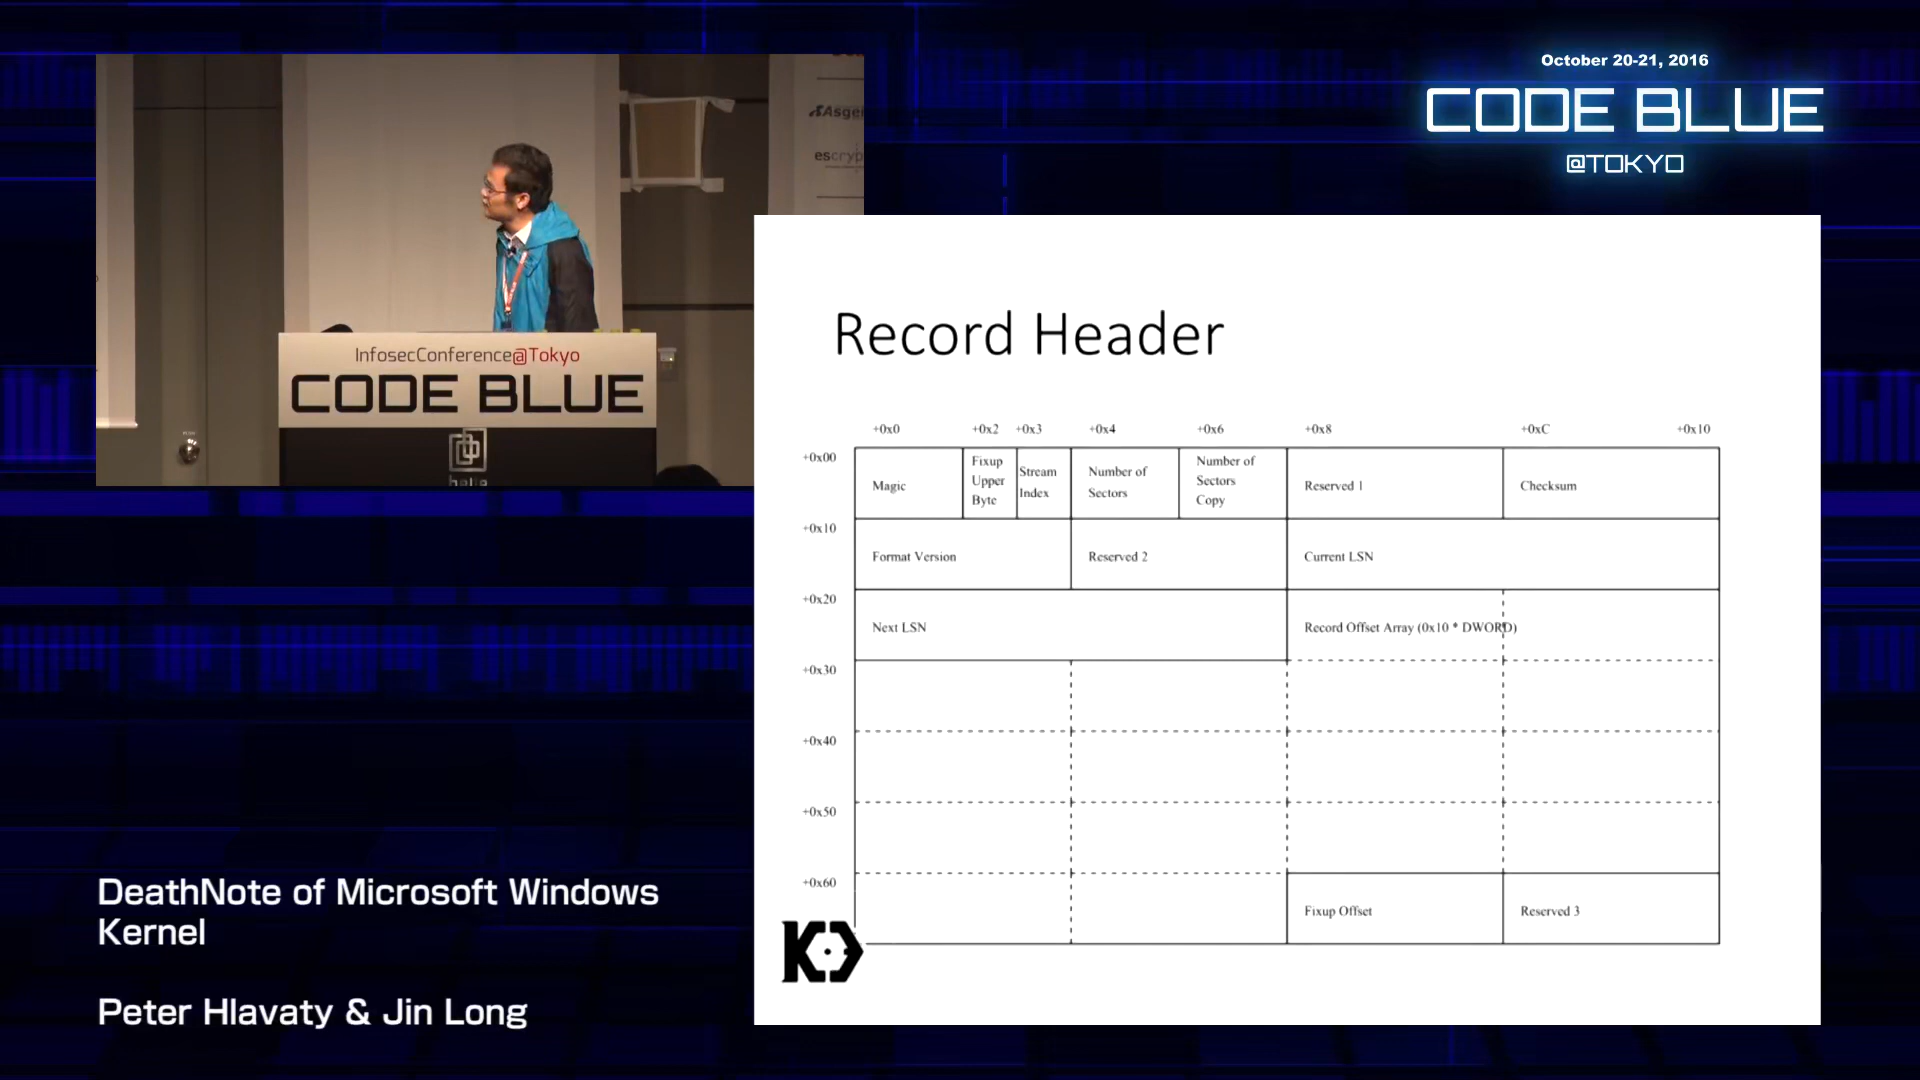 October 20-21, 2016
CODE BLUE
@TOKYO
InfosecConference@Tokyo
CODE BLUE
Record Header
+0x0 +0x2 +0x3 +0x4 +0x6 +0x8 +0xC +0x10
+0x00
Magic
Fixup
Upper
Byte
Stream
Index
Number of
Sectors
Number of
Sectors
Copy
Reserved 1
Checksum
+0x10
Format Version
Reserved 2
Current LSN
+0x20
Next LSN
Record Offset Array (0x10 * DWORD)
+0x30
+0x40
+0x50
+0x60
Fixup Offset
Reserved 3
DeathNote of Microsoft Windows
Kernel
Peter Hlavaty & Jin Long